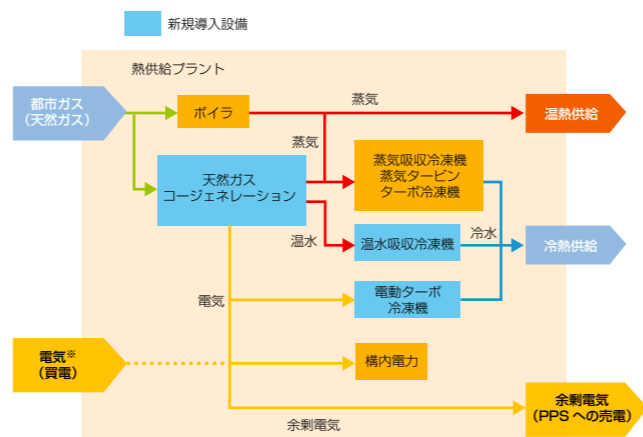 新規導入設備
熱供給プラント
都市ガス
（天然ガス）
ボイラ
蒸気
温熱供給
蒸気
天然ガス
コージェネレーション
蒸気吸収冷凍機
蒸気タービン
ターボ冷凍機
温水
温水吸収冷凍機
冷水
冷熱供給
電気
電動ターボ
冷凍機
電気※
（買電）
構内電力
余剰電気
余剰電気
（PPSへの売電）